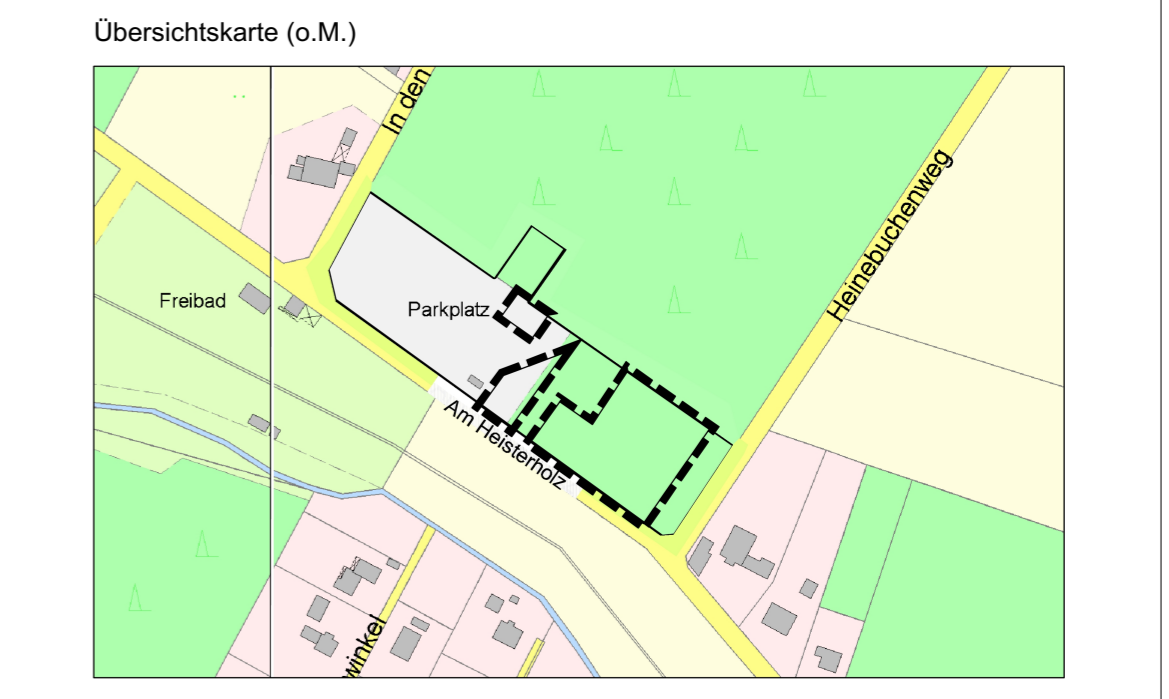 Übersichtskarte (o.M.)
In den
Heinebuchenweg
Freibad
Parkplatz
Am Heisterholz
winkel